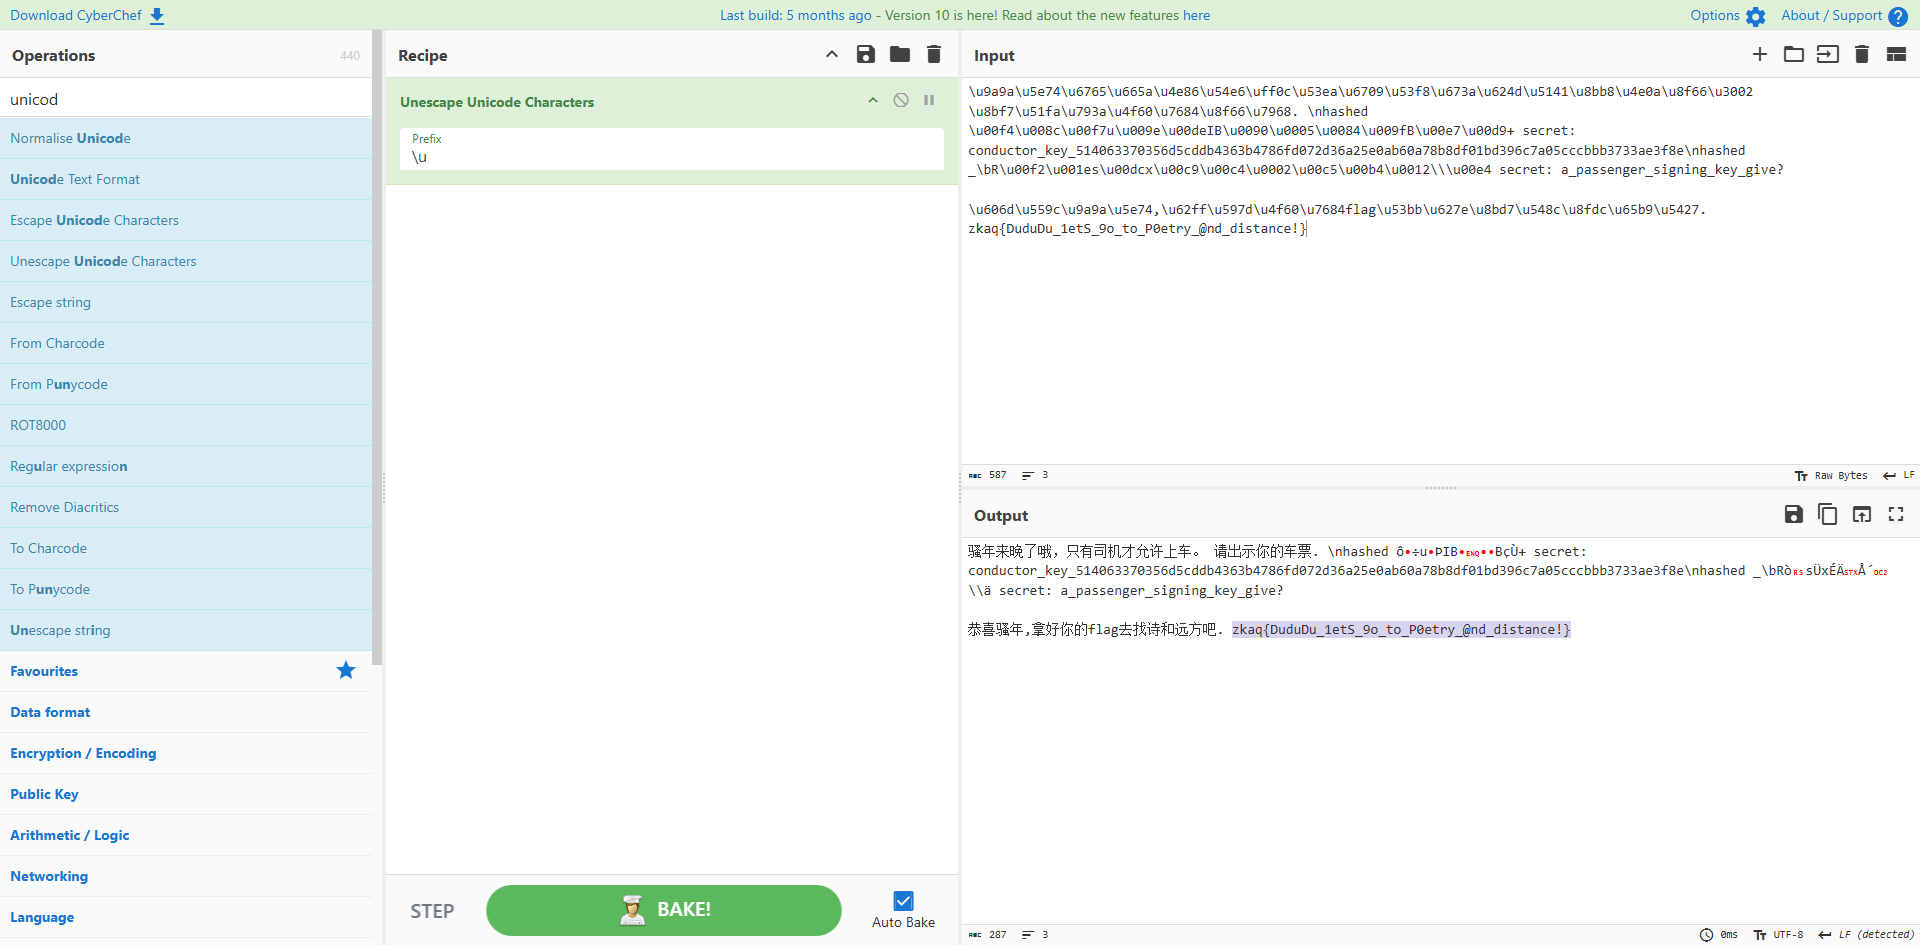 Download CyberChef
Last build: 5 months ago - Version 10 is here! Read about the new features here
Options
About / Support
Operations
440
unicod
Normalise Unicode
Unicode Text Format
Escape Unicode Characters
Unescape Unicode Characters
Escape string
From Charcode
From Punycode
ROT8000
Regular expression
Remove Diacritics
To Charcode
To Punycode
Unescape string
Favourites
Data format
Encryption / Encoding
Public Key
Arithmetic / Logic
Networking
Language
Recipe
Unescape Unicode Characters
Prefix
\u
STEP
BAKE!
Auto Bake
Input
\u9a9a\u5e74\u6765\u665a\u4e86\u54e6\uff0c\u53ea\u6709\u53f8\u673a\u624d\u5141\u8bb8\u4e0a\u8f66\u3002
\u8bf7\u51fa\u793a\u4f60\u7684\u8f66\u7968. \nhashed
\u00f4\u008c\u00f7u\u009e\u00deIB\u0090\u0005\u0084\u009fB\u00e7\u00d9+ secret:
conductor_key_514063370356d5cddb4363b4786fd072d36a25e0ab60a78b8df01bd396c7a05cccbbb3733ae3f8e\nhashed
_\bR\u00f2\u001es\u00dcx\u00c9\u00c4\u0002\u00c5\u00b4\u0012\\\u00e4 secret: a_passenger_signing_key_give?
\u606d\u559c\u9a9a\u5e74,\u62ff\u597d\u4f60\u7684flag\u53bb\u627e\u8bd7\u548c\u8fdc\u65b9\u5427.
zkaq{DuduDu_1etS_9o_to_P0etry_@nd_distance!}
ABC 587
3
Raw Bytes
LF
Output
骚年来晚了哦，只有司机才允许上车。 请出示你的车票. \nhashed ô•÷u•ÞIB•ENQ••BçÙ+ secret:
conductor_key_514063370356d5cddb4363b4786fd072d36a25e0ab60a78b8df01bd396c7a05cccbbb3733ae3f8e\nhashed _\bRòRSsÜxÉÄSTXÅ´DC2
\\ä secret: a_passenger_signing_key_give?
恭喜骚年,拿好你的flag去找诗和远方吧. zkaq{DuduDu_1etS_9o_to_P0etry_@nd_distance!}
ABC 287
3
0ms
UTF-8
LF (detected)